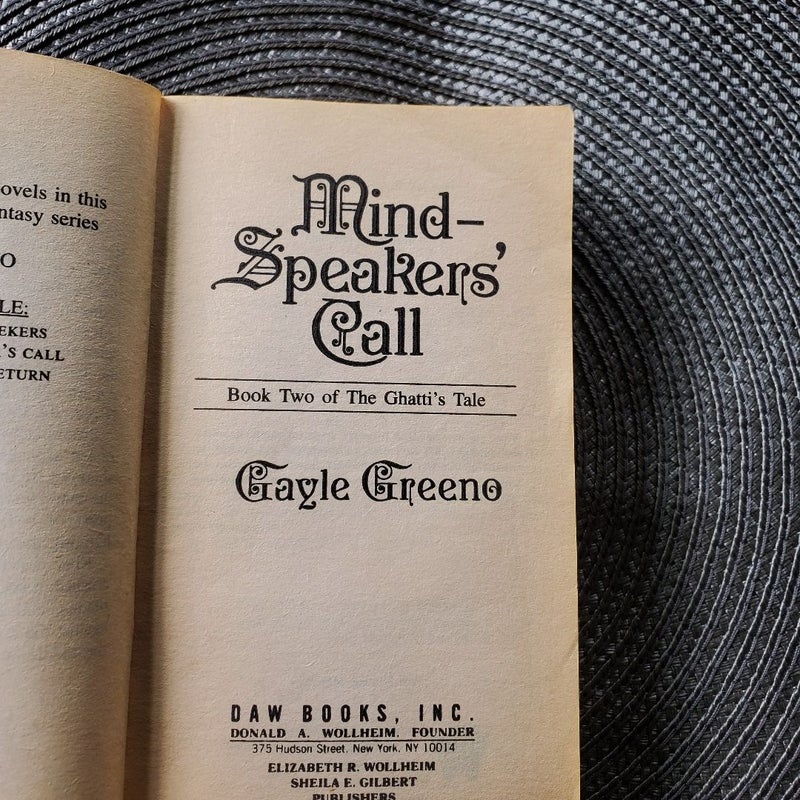 ovels in this
ntasy series
O
LE:
EKERS
'S CALL
ETURN
Mind-
Speakers'
Call
Book Two of The Ghatti's Tale
Gayle Greeno
DAW BOOKS, INC.
DONALD A. WOLLHEIM, FOUNDER
375 Hudson Street, New York, NY 10014
ELIZABETH R. WOLLHEIM
SHEILA E. GILBERT
PUBLISHERS